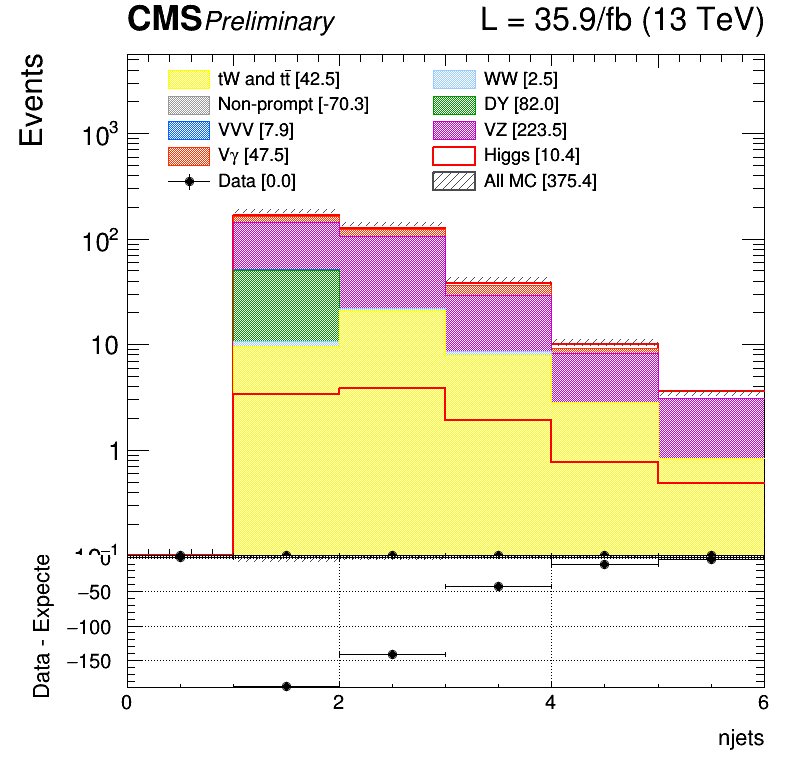 CMS Preliminary L = 35.9/fb (13 TeV)
Events
tW and tt̄ [42.5] WW [2.5]
Non-prompt [-70.3] DY [82.0]
VVV [7.9] VZ [223.5]
Vγ [47.5] Higgs [10.4]
Data [0.0] All MC [375.4]
10³
10²
10
1
Data - Expecte
−50
−100
−150
0 2 4 6
njets